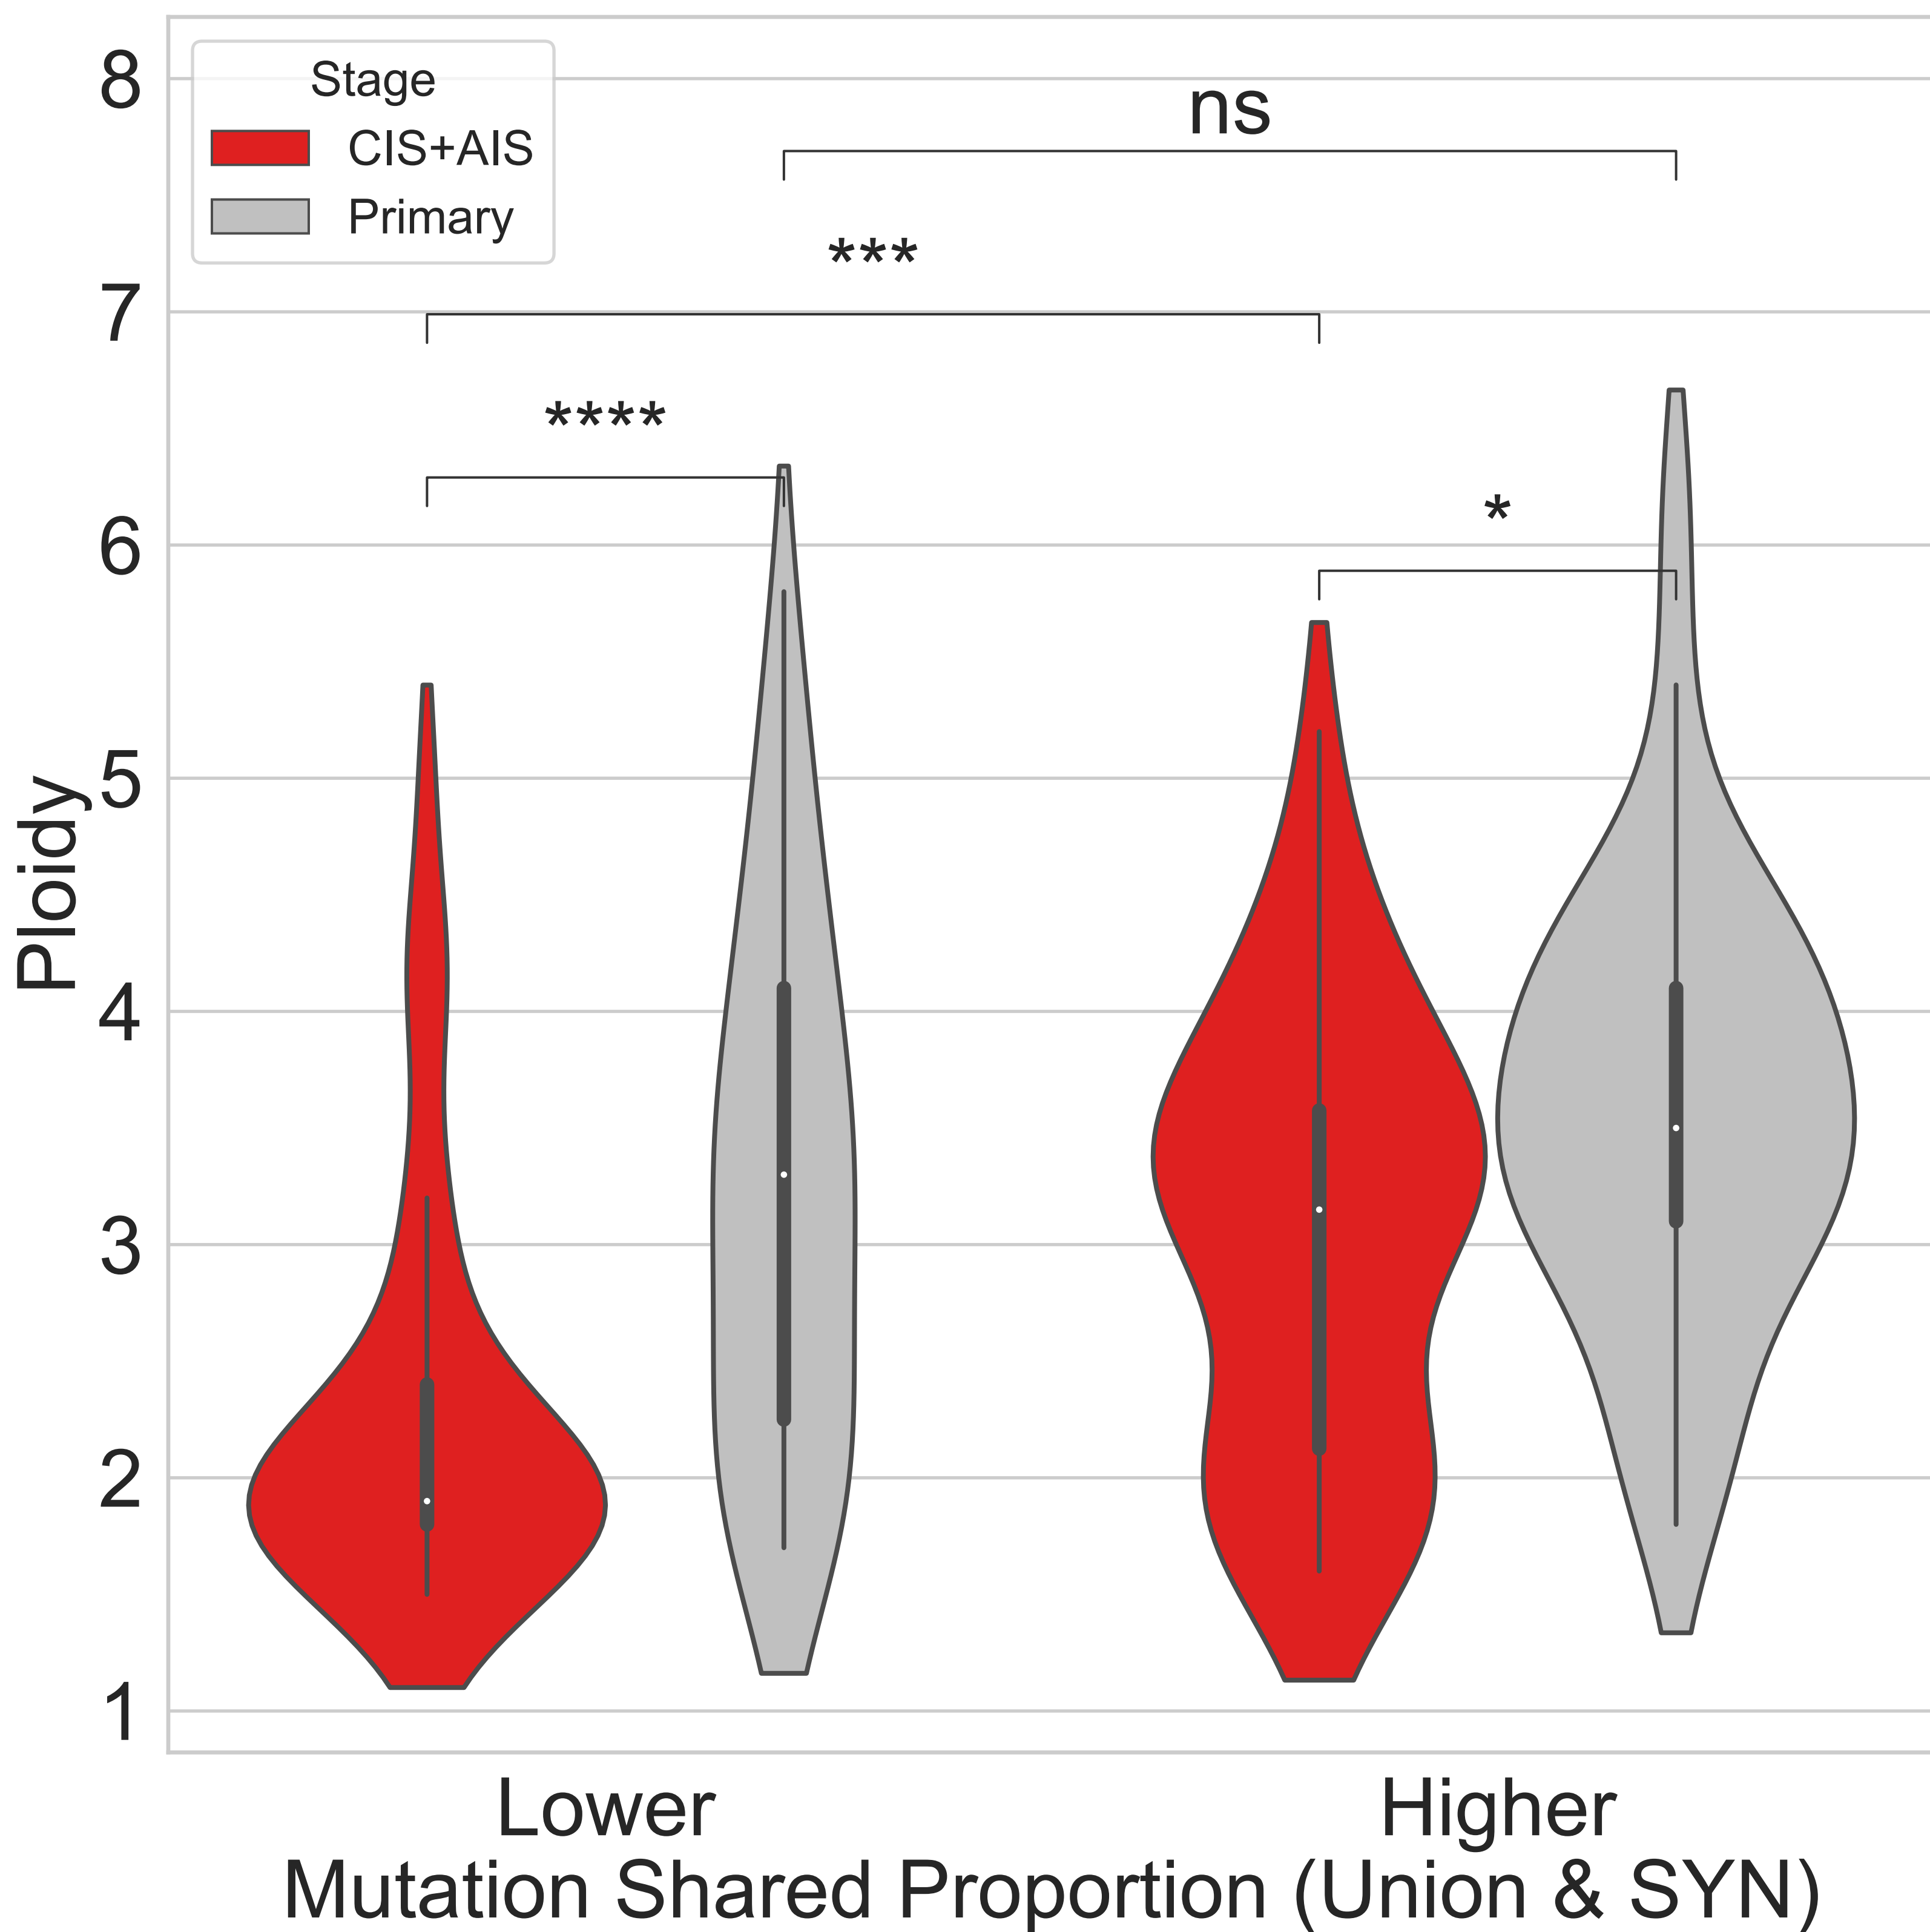 Stage
CIS+AIS
Primary
8
7
6
5
4
3
2
1
Ploidy
ns
***
****
*
Lower
Higher
Mutation Shared Proportion (Union & SYN)